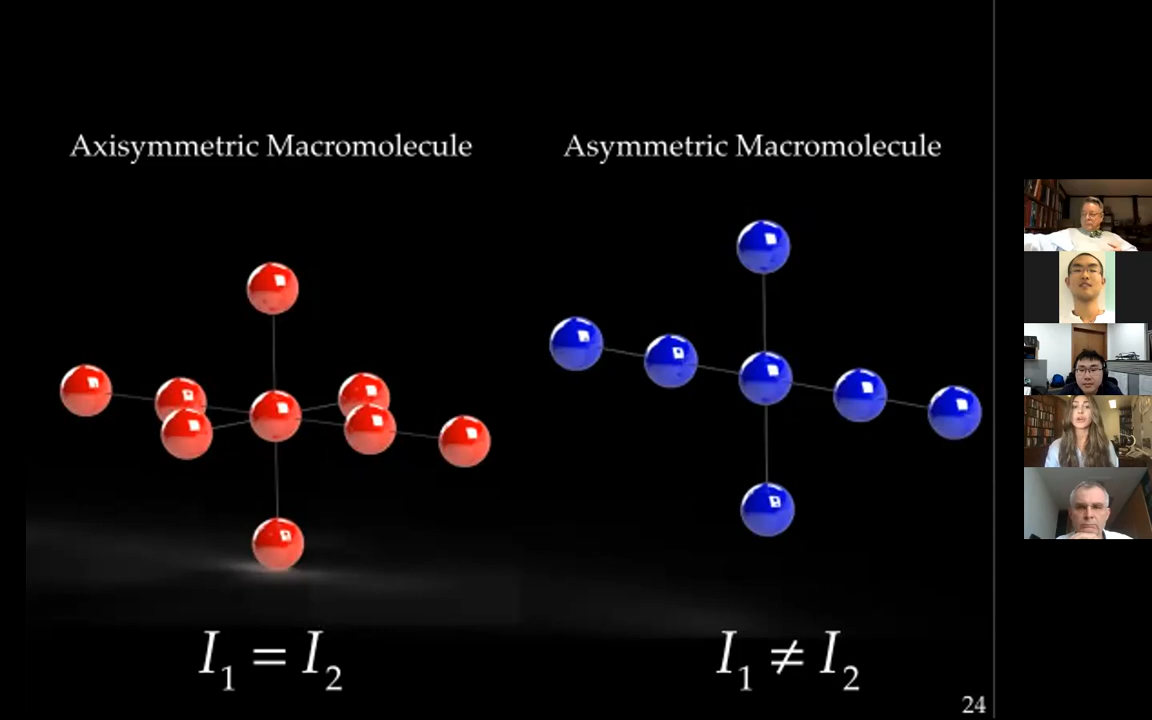 Axisymmetric Macromolecule
Asymmetric Macromolecule
I₁ = I₂
I₁ ≠ I₂
24